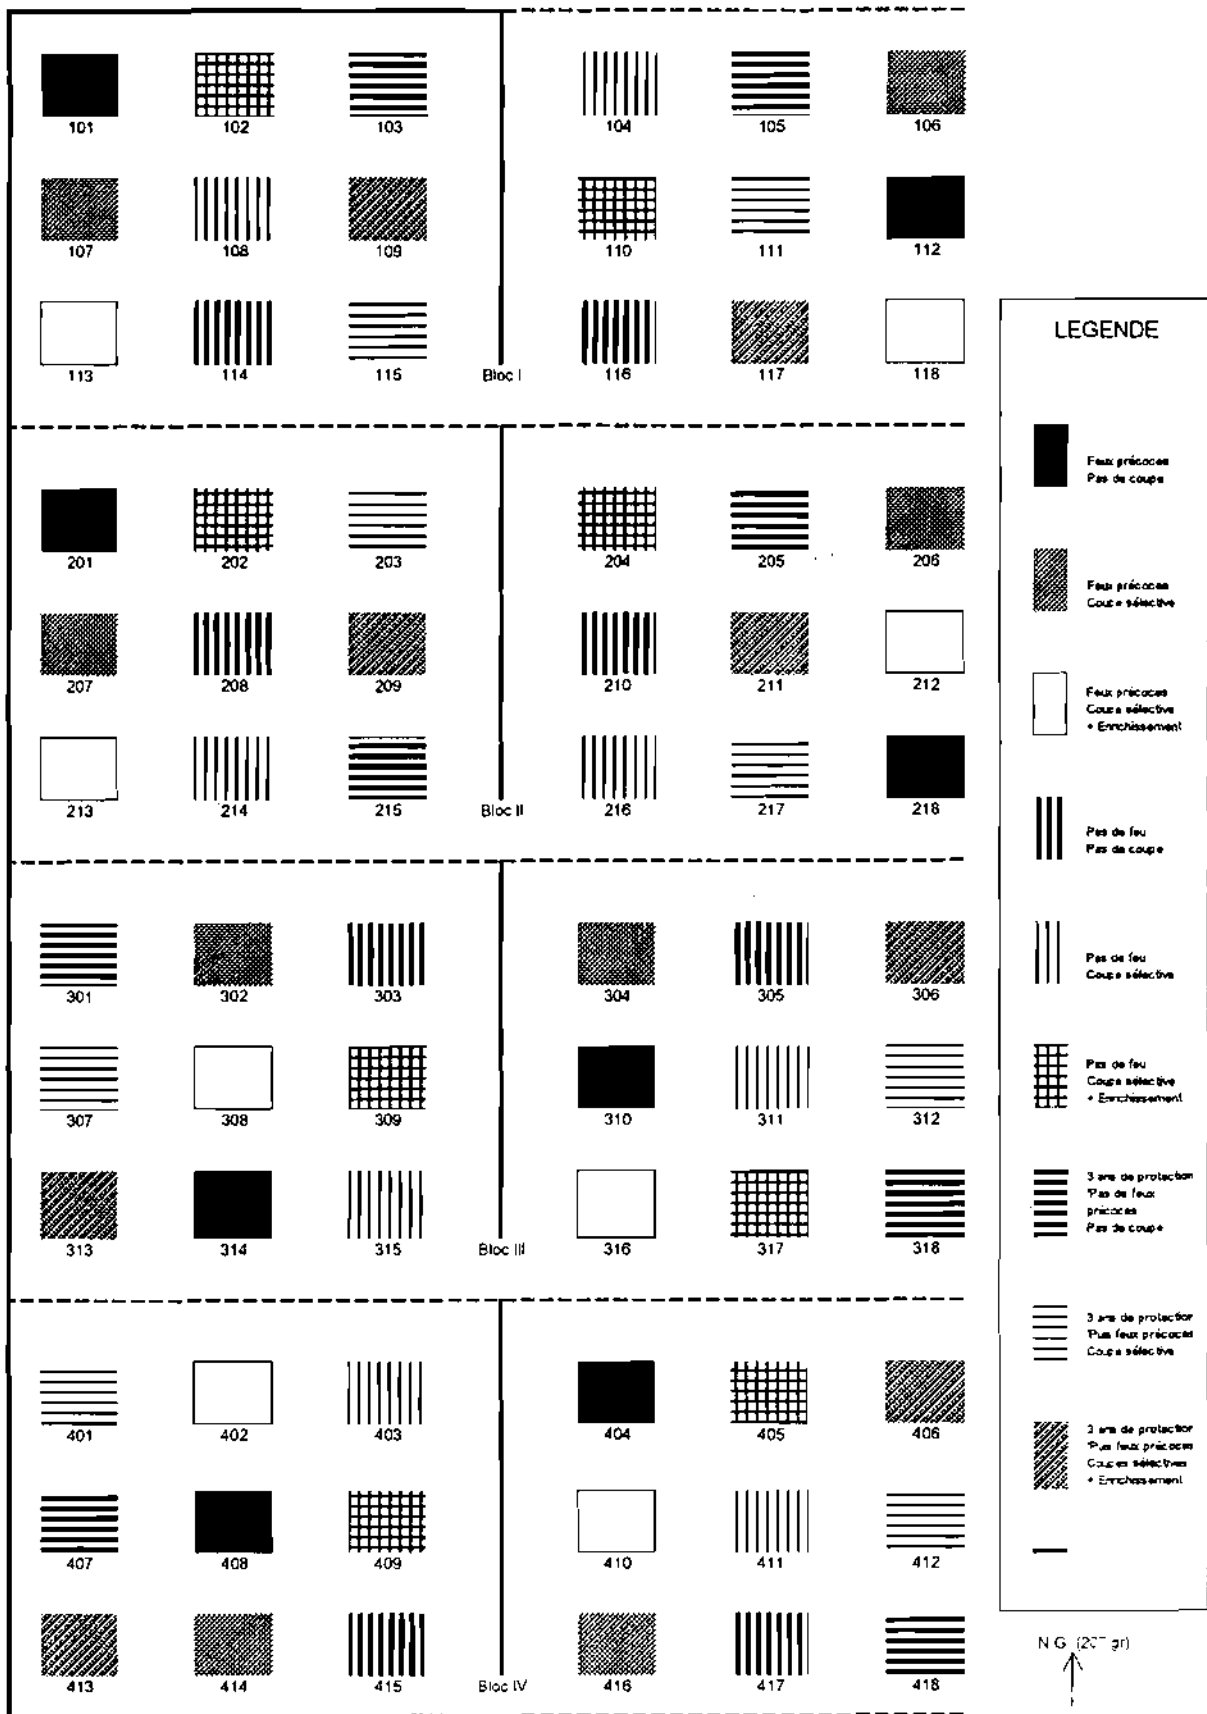 101 102 103 104 105 106
107 108 109 110 111 112
113 114 115 Bloc I 116 117 118
201 202 203 204 205 206
207 208 209 210 211 212
213 214 215 Bloc II 216 217 218
301 302 303 304 305 306
307 308 309 310 311 312
313 314 315 Bloc III 316 317 318
401 402 403 404 405 406
407 408 409 410 411 412
413 414 415 Bloc IV 416 417 418
LEGENDE
Feux précoces
Pas de coupe
Feux précoces
Coupe sélective
Feux précoces
Coupe sélective
+ Enrichissement
Pas de feu
Pas de coupe
Pas de feu
Coupe sélective
Pas de feu
Coupe sélective
+ Enrichissement
3 ans de protection
'Pas de feux
précoces
Pas de coupe
3 ans de protection
'Puis feux précoces
Coupe sélective
3 ans de protection
'Puis feux précoces
Coupes sélectives
+ Enrichissement
N G gr)